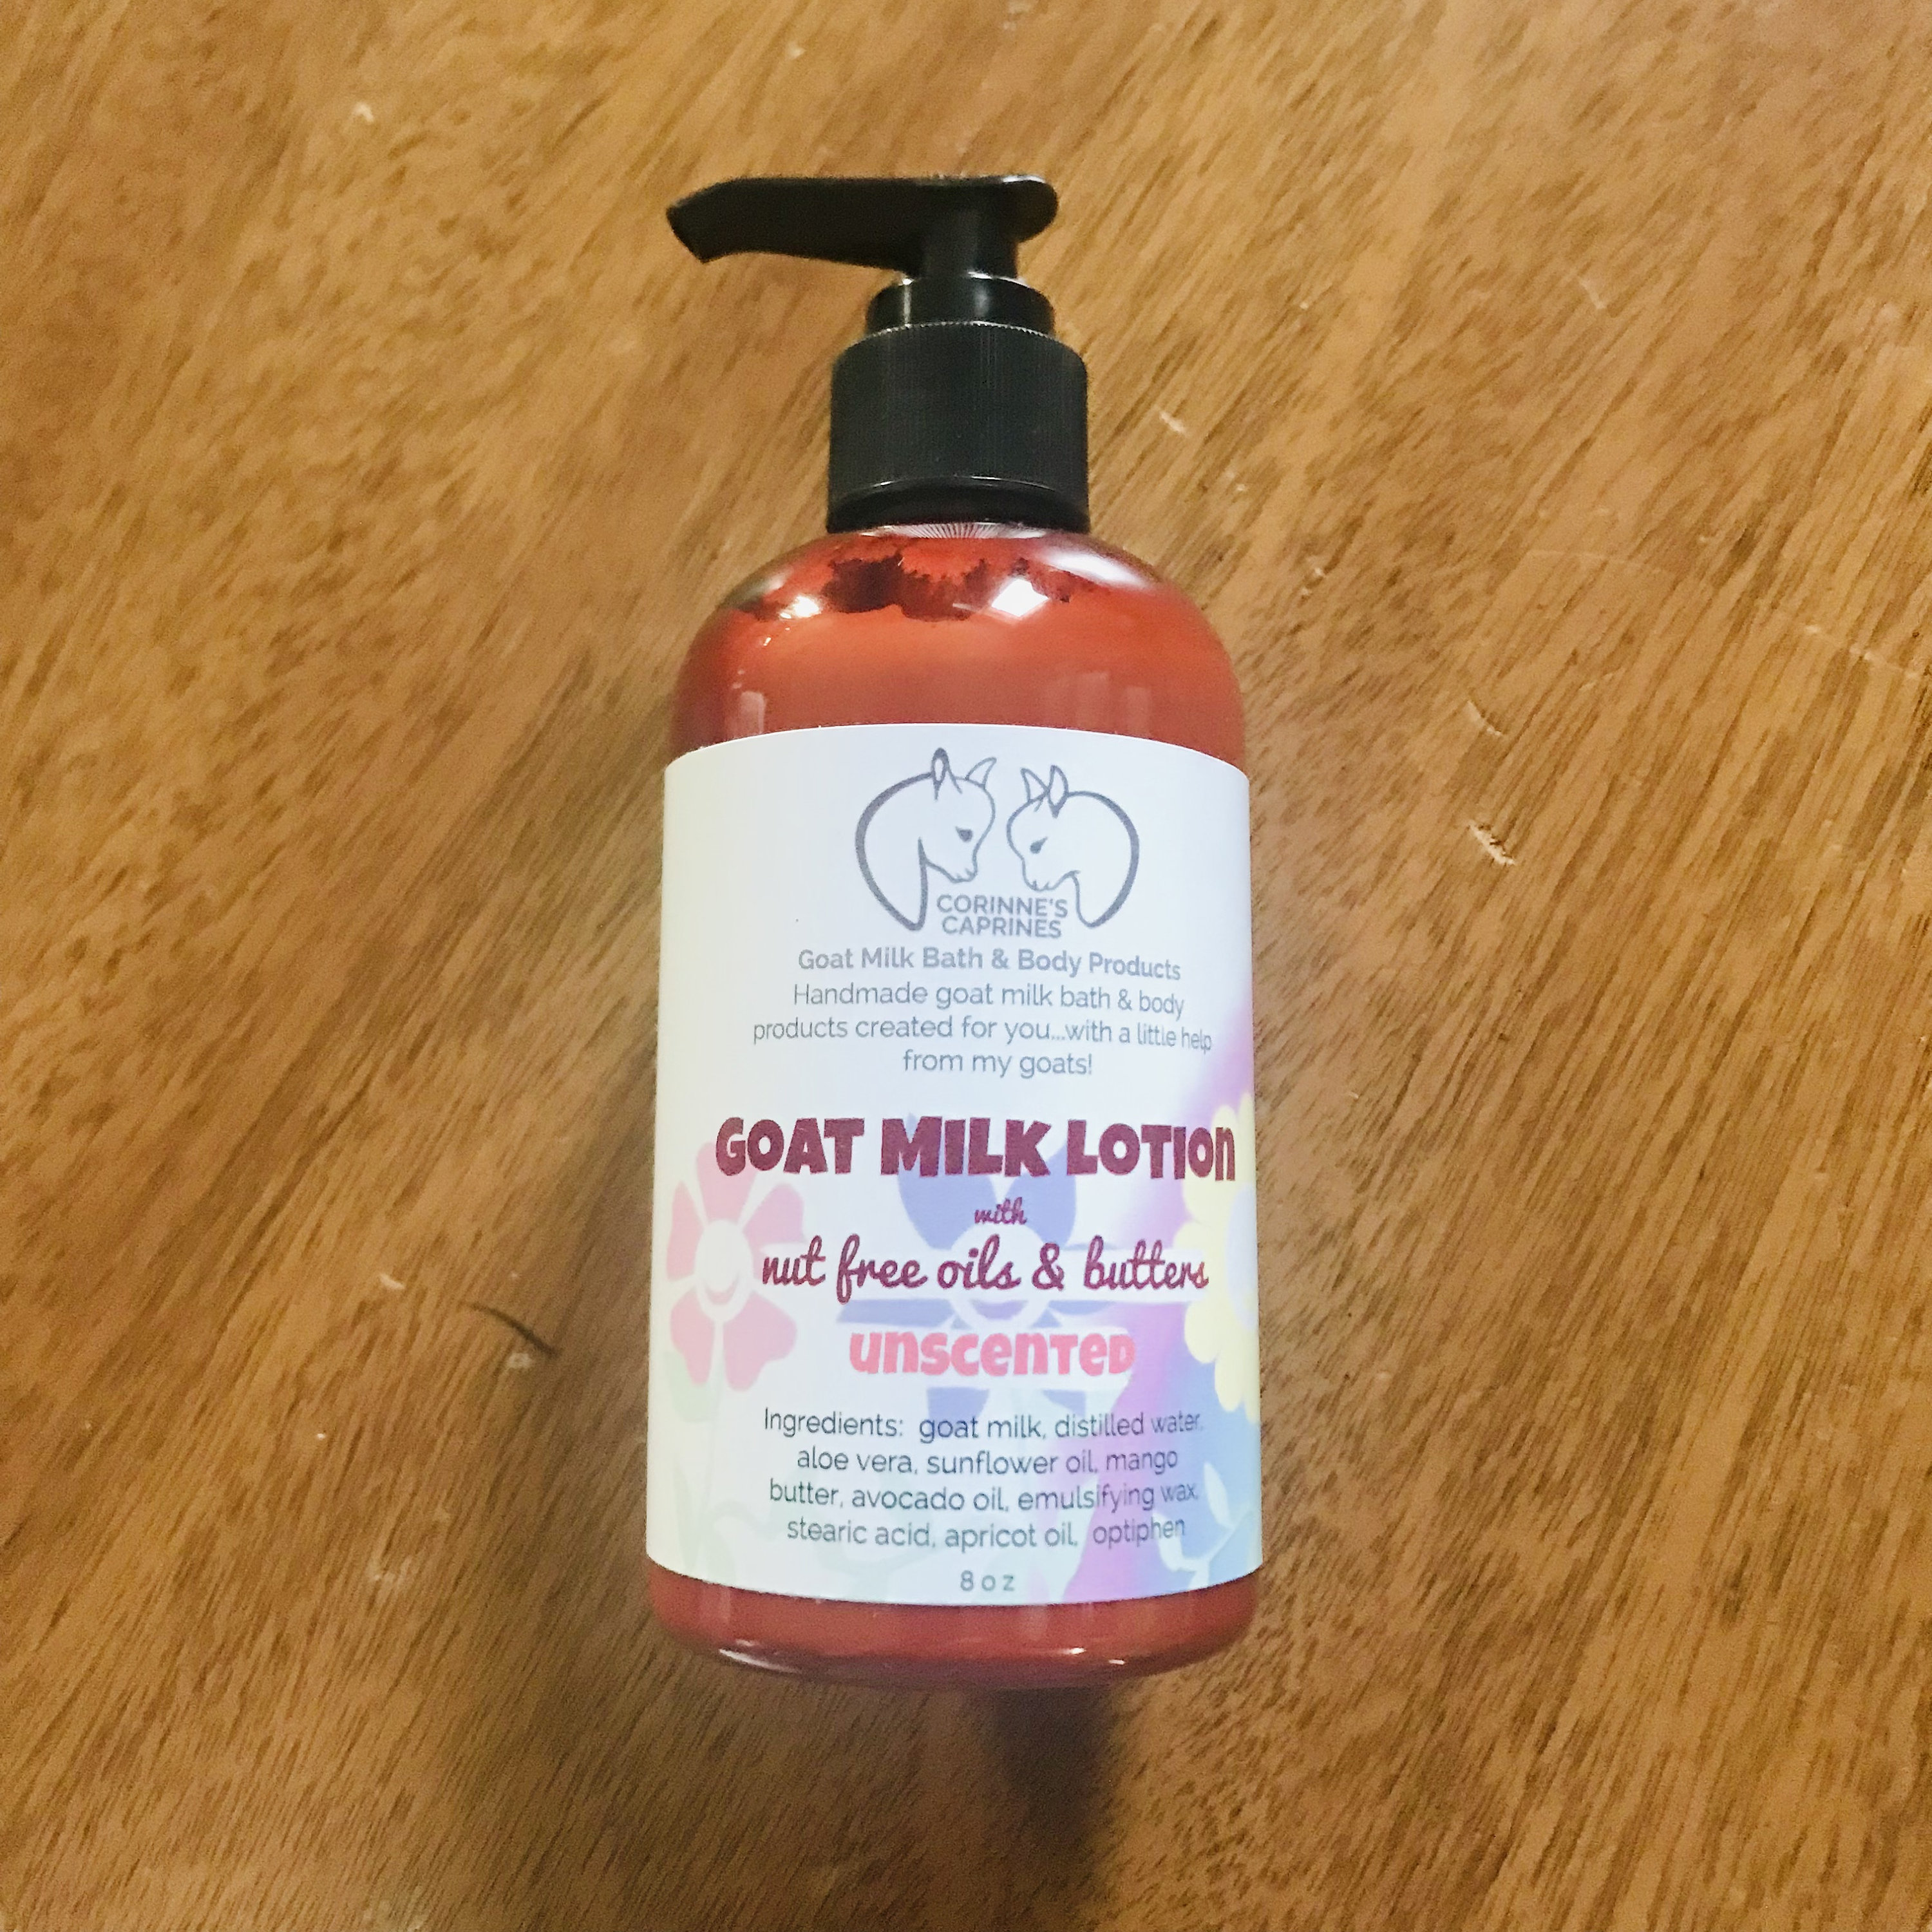 CORINNE'S
CAPRINES
Goat Milk Bath & Body Products
Handmade goat milk bath & body
products created for you...with a little help
from my goats!
GOAT MILK LOTION
with
nut free oils & butters
unscented
Ingredients: goat milk, distilled water,
aloe vera, sunflower oil, mango
butter, avocado oil, emulsifying wax,
stearic acid, apricot oil, optiphen
8 oz